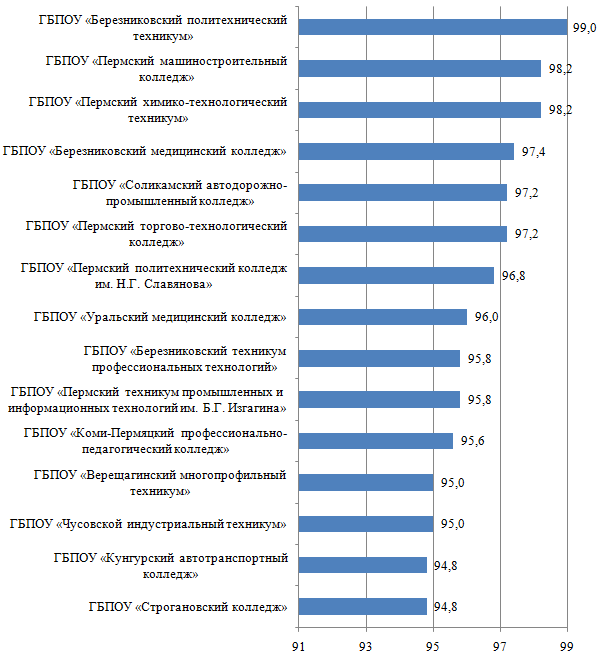 ГБПОУ «Березниковский политехнический
техникум»
99,0
ГБПОУ «Пермский машиностроительный
колледж»
98,2
ГБПОУ «Пермский химико-технологический
техникум»
98,2
ГБПОУ «Березниковский медицинский колледж»
97,4
ГБПОУ «Соликамский автодорожно-
промышленный колледж»
97,2
ГБПОУ «Пермский торгово-технологический
колледж»
97,2
ГБПОУ «Пермский политехнический колледж
им. Н.Г. Славянова»
96,8
ГБПОУ «Уральский медицинский колледж»
96,0
ГБПОУ «Березниковский техникум
профессиональных технологий»
95,8
ГБПОУ «Пермский техникум промышленных и
информационных технологий им. Б.Г. Изгагина»
95,8
ГБПОУ «Коми-Пермяцкий профессионально-
педагогический колледж»
95,6
ГБПОУ «Верещагинский многопрофильный
техникум»
95,0
ГБПОУ «Чусовской индустриальный техникум»
95,0
ГБПОУ «Кунгурский автотранспортный
колледж»
94,8
ГБПОУ «Строгановский колледж»
94,8
91 93 95 97 99